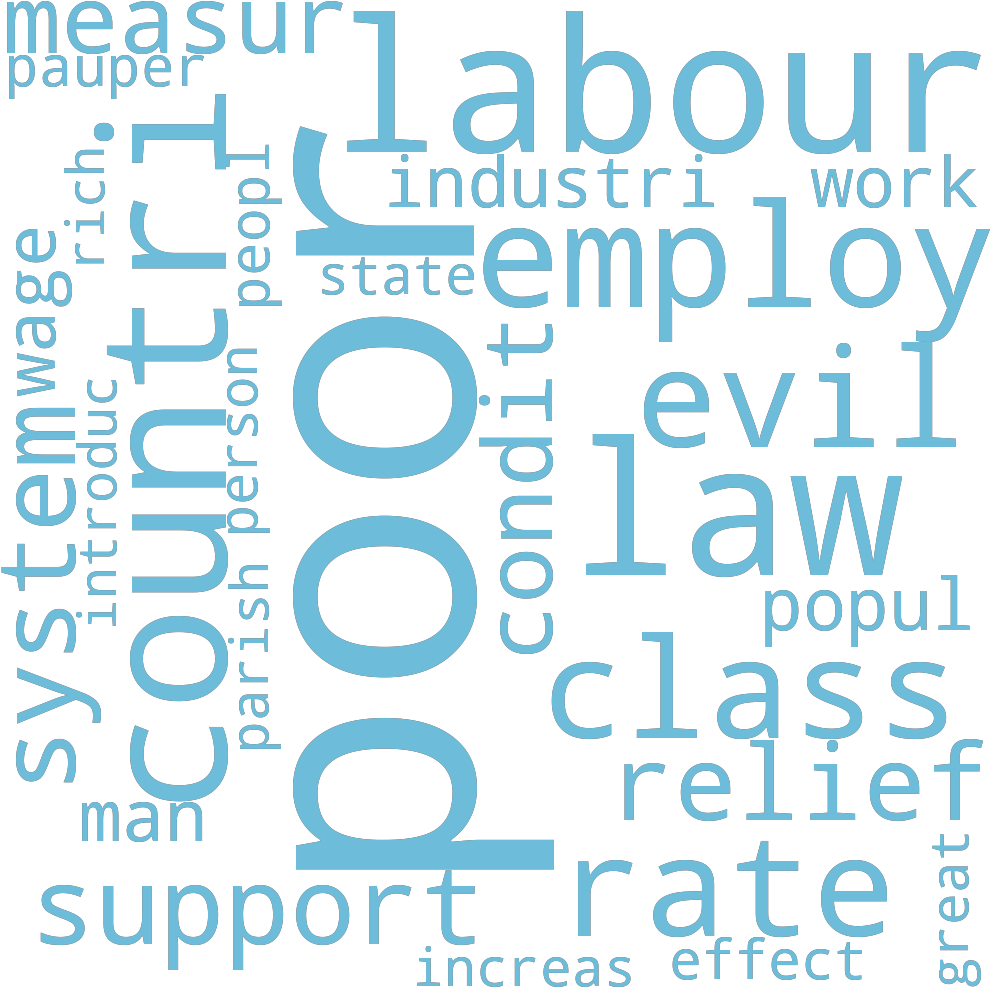 measur
labour
pauper
industri
work
rich
countri
peopl
poor
state
employ
wage
system
introduc
person
condit
evil
law
parish
popul
class
relief
man
support
rate
great
increas
effect